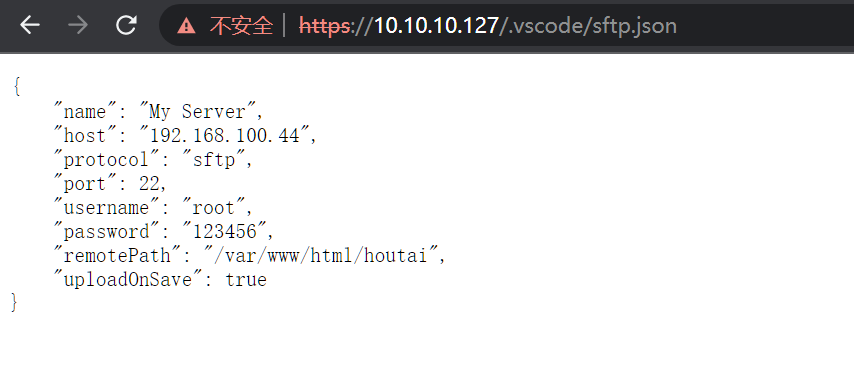 不安全 https://10.10.10.127/.vscode/sftp.json
{
"name": "My Server",
"host": "192.168.100.44",
"protocol": "sftp",
"port": 22,
"username": "root",
"password": "123456",
"remotePath": "/var/www/html/houtai",
"uploadOnSave": true
}